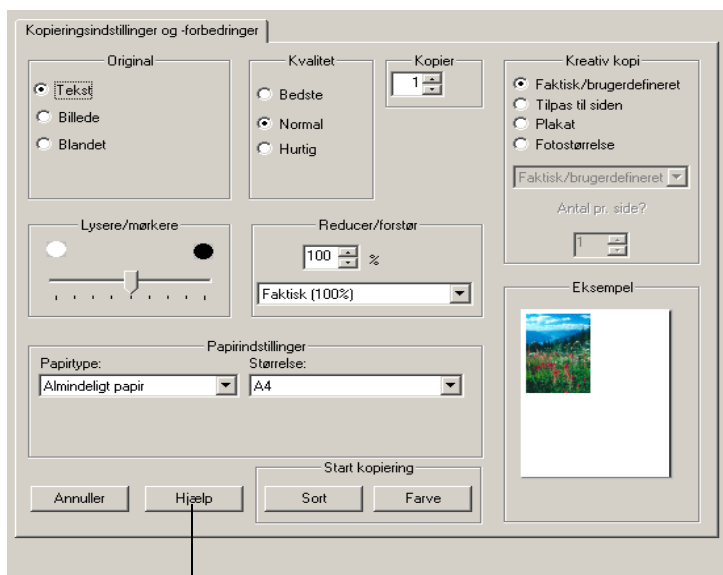 Kopieringsindstillinger og -forbedringer
Original
Tekst
Billede
Blandet
Kvalitet
Bedste
Normal
Hurtig
Kopier
1
Kreativ kopi
Faktisk/brugerdefineret
Tilpas til siden
Plakat
Fotostørrelse
Faktisk/brugerdefineret
Antal pr. side?
1
Lysere/mørkere
Reducer/forstør
100 %
Faktisk (100%)
Eksempel
Papirindstillinger
Papirtype:
Almindeligt papir
Størrelse:
A4
Annuller
Hjælp
Start kopiering
Sort
Farve